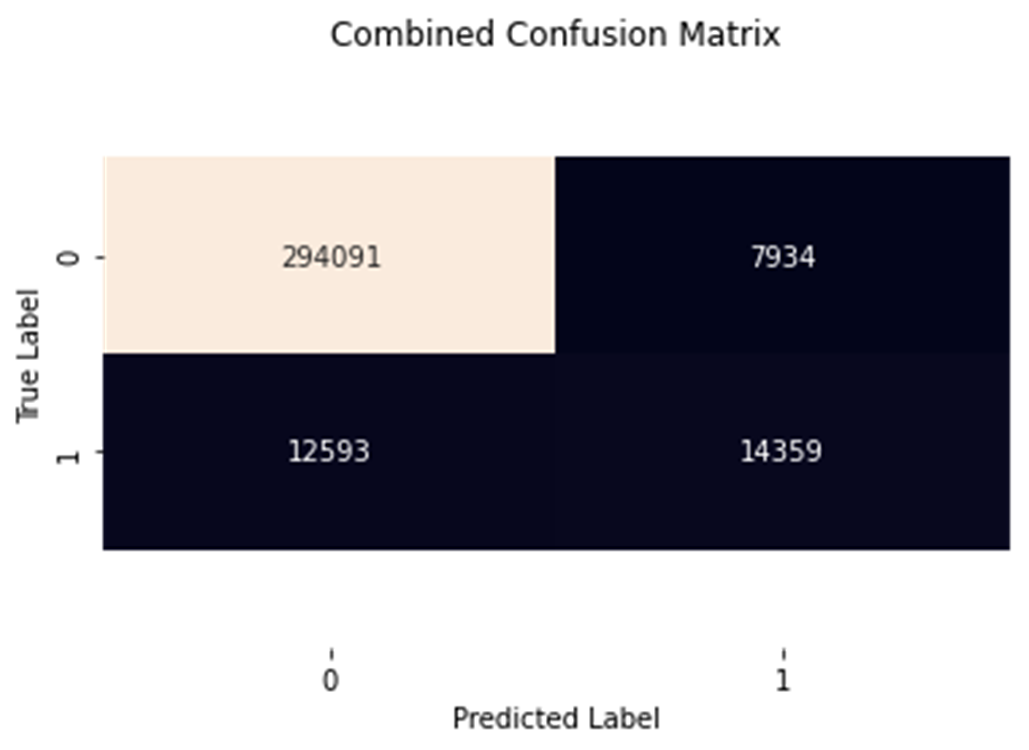 Combined Confusion Matrix
0
294091
7934
True Label
1
12593
14359
0
1
Predicted Label